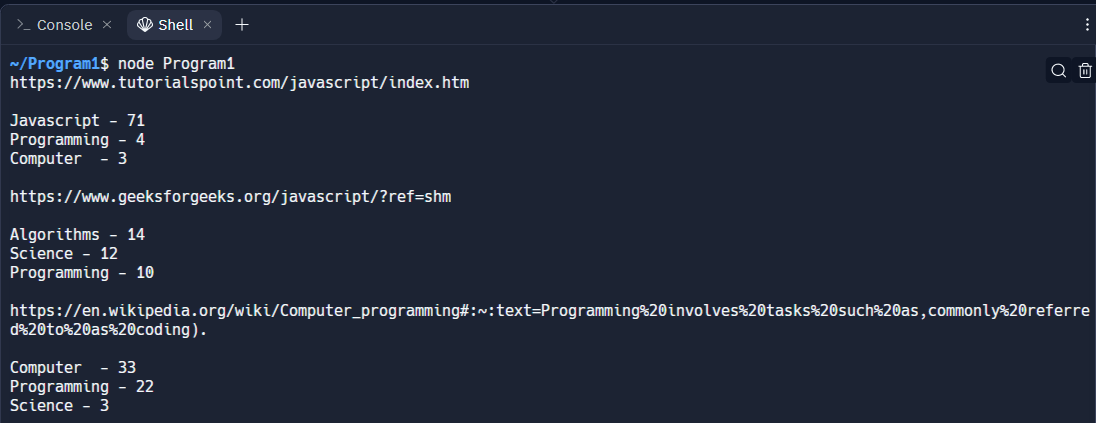 Console
Shell
~/Program1$ node Program1
https://www.tutorialspoint.com/javascript/index.htm
Javascript - 71
Programming - 4
Computer  - 3
https://www.geeksforgeeks.org/javascript/?ref=shm
Algorithms - 14
Science - 12
Programming - 10
https://en.wikipedia.org/wiki/Computer_programming#:~:text=Programming%20involves%20tasks%20such%20as,commonly%20referre
d%20to%20as%20coding).
Computer  - 33
Programming - 22
Science - 3